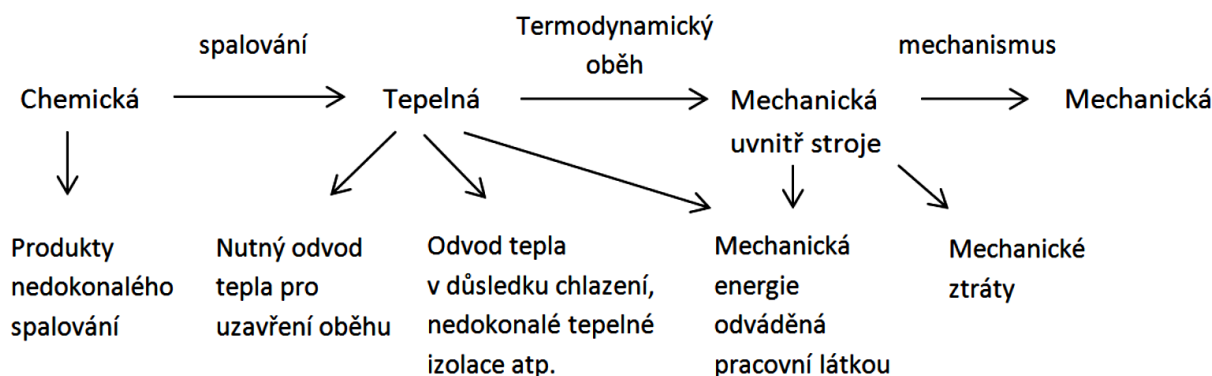 spalování
Termodynamický
oběh
mechanismus
Chemická
Tepelná
Mechanická
uvnitř stroje
Mechanická
Produkty
nedokonalého
spalování
Nutný odvod
tepla pro
uzavření oběhu
Odvod tepla
v důsledku chlazení,
nedokonalé tepelné
izolace atp.
Mechanická
energie
odváděná
pracovní látkou
Mechanické
ztráty